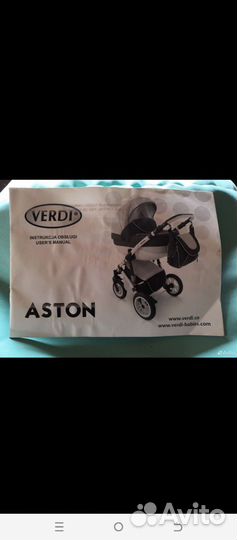 VERDI®
INSTRUKCJA OBSŁUGI
USER'S MANUAL
ASTON
www.verdi.cc
www.verdi-babies.com
Avito